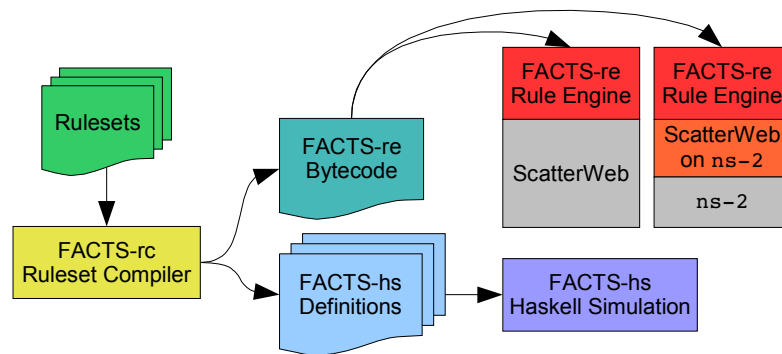 Rulesets
FACTS-rc
Ruleset Compiler
FACTS-re
Bytecode
FACTS-hs
Definitions
FACTS-re
Rule Engine
ScatterWeb
FACTS-re
Rule Engine
ScatterWeb
on ns-2
ns-2
FACTS-hs
Haskell Simulation